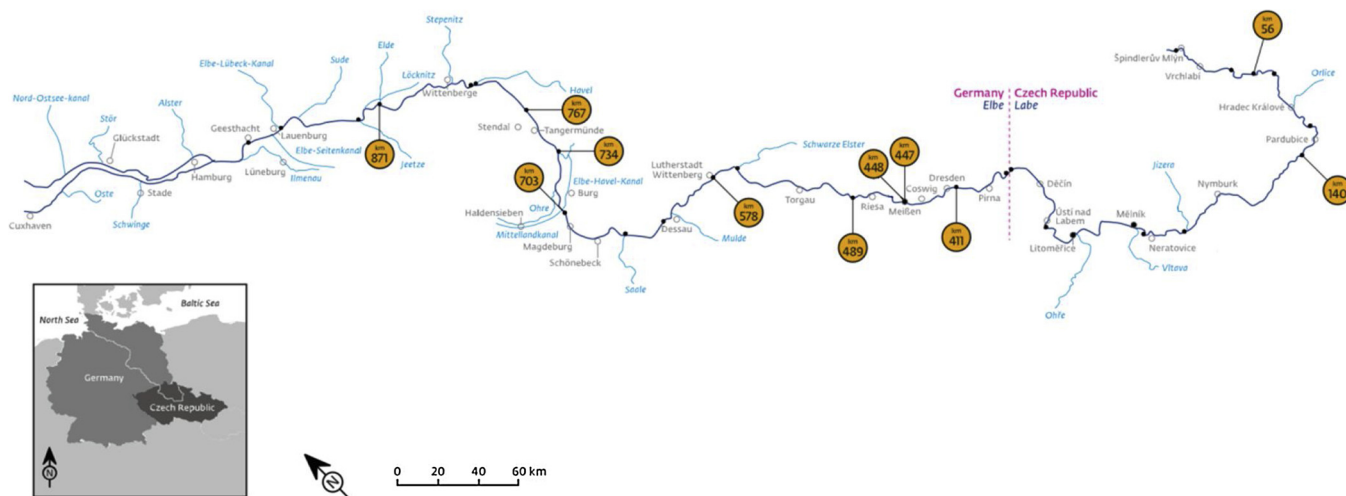 Nord-Ostsee-kanal
Stör
Glückstadt
Alster
Elbe-Lübeck-Kanal
Sude
Elde
Stepenitz
Löcknitz
Geesthacht
Lauenburg
Wittenberge
Havel
km
871
Elbe-Seitenkanal
Jeetze
Hamburg
Lüneburg
Ilmenau
Stade
Oste
Schwinge
Cuxhaven
km
767
Stendal
Tangermünde
km
734
km
703
Elbe-Havel-Kanal
Burg
Ohre
Haldensleben
Mittellandkanal
Magdeburg
Schönebeck
Saale
Dessau
Mulde
Lutherstadt
Wittenberg
Schwarze Elster
km
578
Torgau
km
448
km
447
Riesa
Meißen
Coswig
Dresden
Pirna
km
489
km
411
Germany
Czech Republic
Elbe
Labe
Děčín
Ústí nad
Labem
Litoměřice
Ohře
Mělník
Vltava
Neratovice
Jizera
Nymburk
km
140
Pardubice
Hradec Králové
Orlice
km
56
Špindlerův Mlýn
Vrchlabí
North Sea
Baltic Sea
Germany
Czech Republic
N
N
0 20 40 60 km